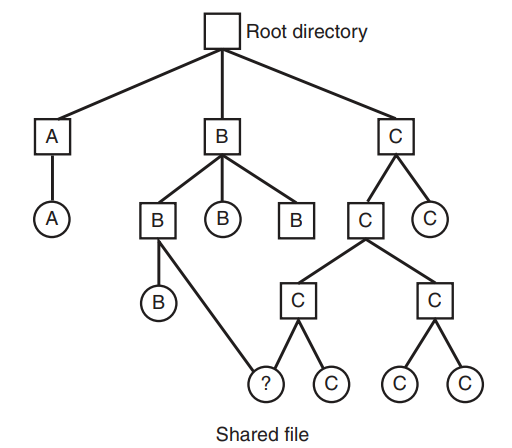 Root directory
A B C
A B B B C C
B C C
? C C C
Shared file